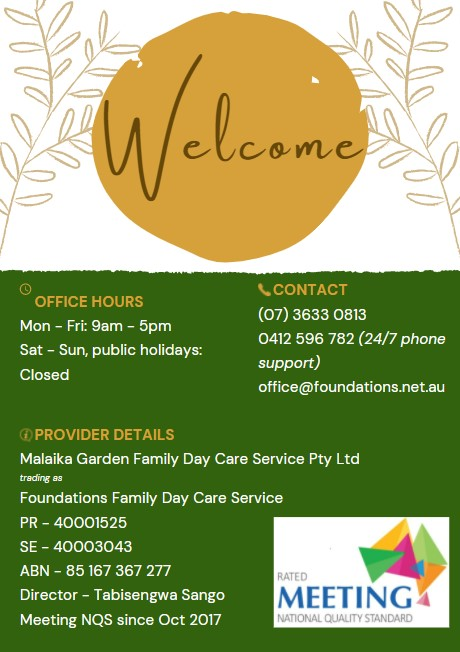 Welcome
OFFICE HOURS
Mon - Fri: 9am - 5pm
Sat - Sun, public holidays:
Closed
CONTACT
(07) 3633 0813
0412 596 782 (24/7 phone
support)
office@foundations.net.au
PROVIDER DETAILS
Malaika Garden Family Day Care Service Pty Ltd
trading as
Foundations Family Day Care Service
PR - 40001525
SE - 40003043
ABN - 85 167 367 277
Director - Tabisengwa Sango
Meeting NQS since Oct 2017
RATED
MEETING
NATIONAL QUALITY STANDARD